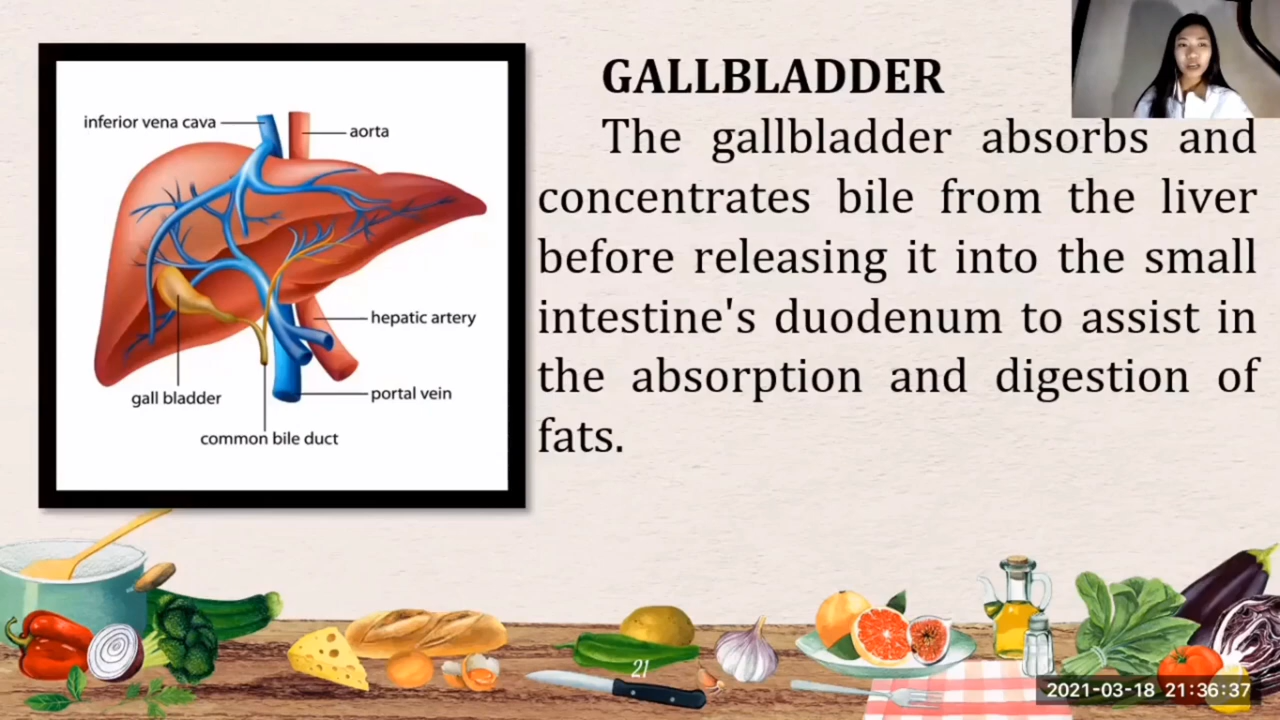 inferior vena cava
aorta
hepatic artery
gall bladder
portal vein
common bile duct
GALLBLADDER
The gallbladder absorbs and
concentrates bile from the liver
before releasing it into the small
intestine's duodenum to assist in
the absorption and digestion of
fats.
21
2021-03-18 21:36:37